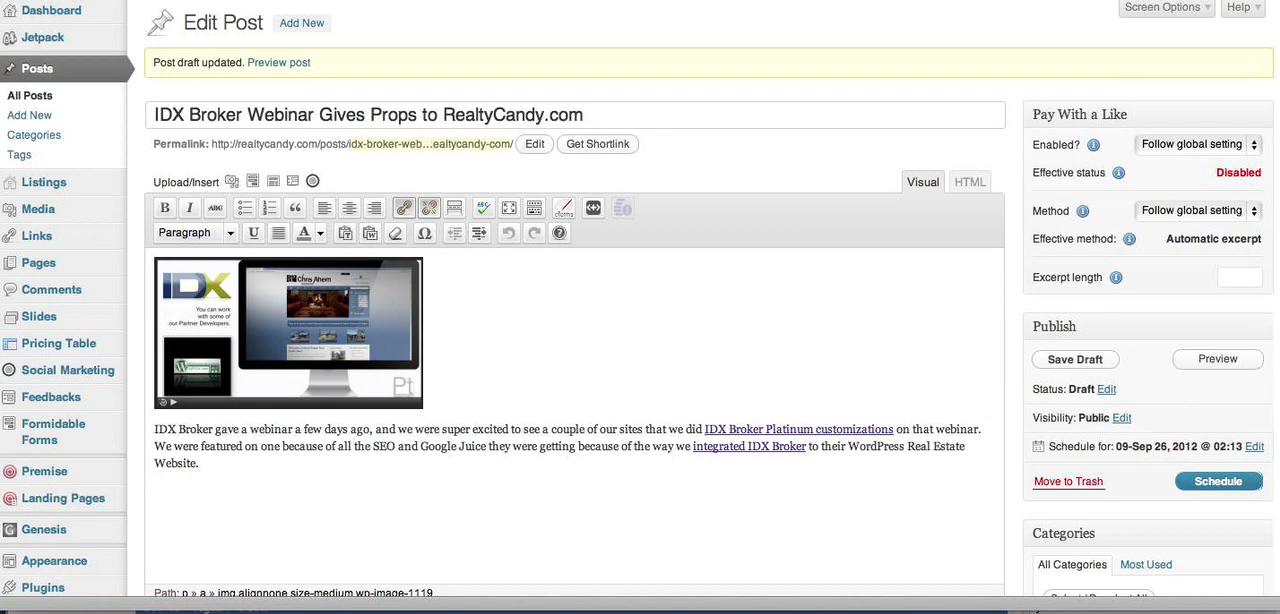 Dashboard
Jetpack
Posts
All Posts
Add New
Categories
Tags
Listings
Media
Links
Pages
Comments
Slides
Pricing Table
Social Marketing
Feedbacks
Formidable
Forms
Premise
Landing Pages
Genesis
Appearance
Plugins
Screen Options
Help
Edit Post
Add New
Post draft updated. Preview post
IDX Broker Webinar Gives Props to RealtyCandy.com
Permalink: http://realtycandy.com/posts/idx-broker-web...ealtycandy-com/ Edit Get Shortlink
Upload/Insert
Visual HTML
B I ABC
ABC
cforms
Paragraph U A Ω
IDX
You can work
with some of
our Partner Developers.
Chris Ahern
Pt
IDX Broker gave a webinar a few days ago, and we were super excited to see a couple of our sites that we did IDX Broker Platinum customizations on that webinar.
We were featured on one because of all the SEO and Google Juice they were getting because of the way we integrated IDX Broker to their WordPress Real Estate
Website.
Path: p » a » img.alignnone size-medium wp-image-1119
Pay With a Like
Enabled? Follow global setting
Effective status Disabled
Method Follow global setting
Effective method: Automatic excerpt
Excerpt length
Publish
Save Draft Preview
Status: Draft Edit
Visibility: Public Edit
Schedule for: 09-Sep 26, 2012 @ 02:13 Edit
Move to Trash Schedule
Categories
All Categories Most Used